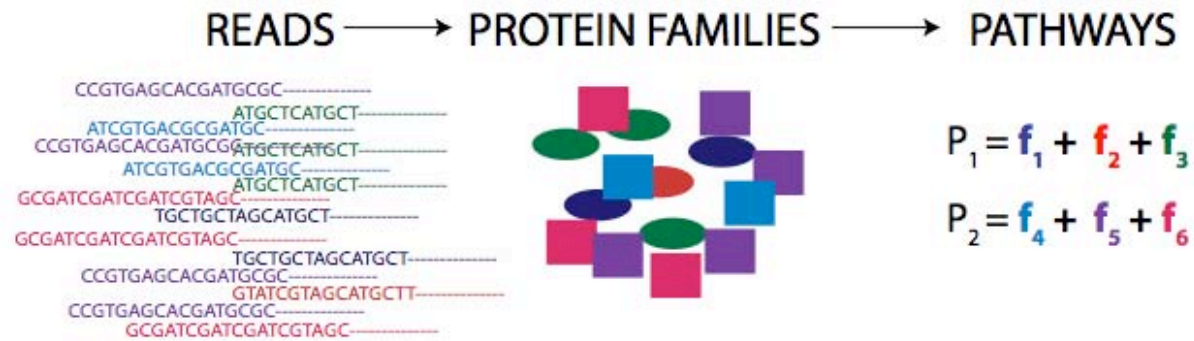 READS → PROTEIN FAMILIES → PATHWAYS
CCGTGAGCACGATGCGC---------------
ATGCTCATGCT---------------
ATCGTGACGCGATGC---------------
CCGTGAGCACGATGCGC---------------
ATGCTCATGCT---------------
ATCGTGACGCGATGC---------------
ATGCTCATGCT---------------
GCGATCGATCGATCGTAGC---------------
TGCTGCTAGCATGCT---------------
GCGATCGATCGATCGTAGC---------------
TGCTGCTAGCATGCT---------------
CCGTGAGCACGATGCGC---------------
GTATCGTAGCATGCTT---------------
CCGTGAGCACGATGCGC---------------
GCGATCGATCGATCGTAGC---------------
P₁ = f₁ + f₂ + f₃
P₂ = f₄ + f₅ + f₆